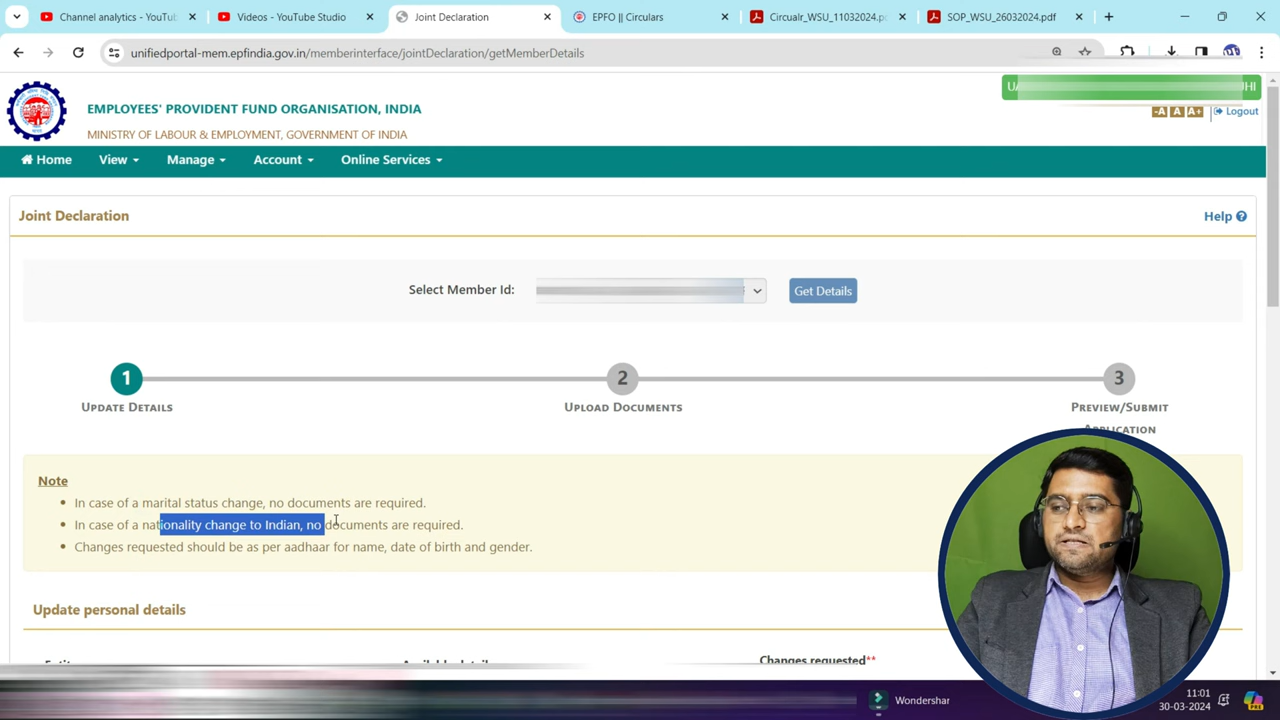 Channel analytics - YouTub
Videos - YouTube Studio
Joint Declaration
EPFO || Circulars
Circualr_WSU_11032024.p
SOP_WSU_26032024.pdf
unifiedportal-mem.epfindia.gov.in/memberinterface/jointDeclaration/getMemberDetails
EMPLOYEES' PROVIDENT FUND ORGANISATION, INDIA
MINISTRY OF LABOUR & EMPLOYMENT, GOVERNMENT OF INDIA
-A A A+ Logout
Home View Manage Account Online Services
Joint Declaration
Help
Select Member Id:
Get Details
1 2 3
UPDATE DETAILS UPLOAD DOCUMENTS PREVIEW/SUBMIT
APPLICATION
Note
In case of a marital status change, no documents are required.
In case of a nationality change to Indian, no documents are required.
Changes requested should be as per aadhaar for name, date of birth and gender.
Update personal details
Changes requested**
Wondershar
11:01
30-03-2024